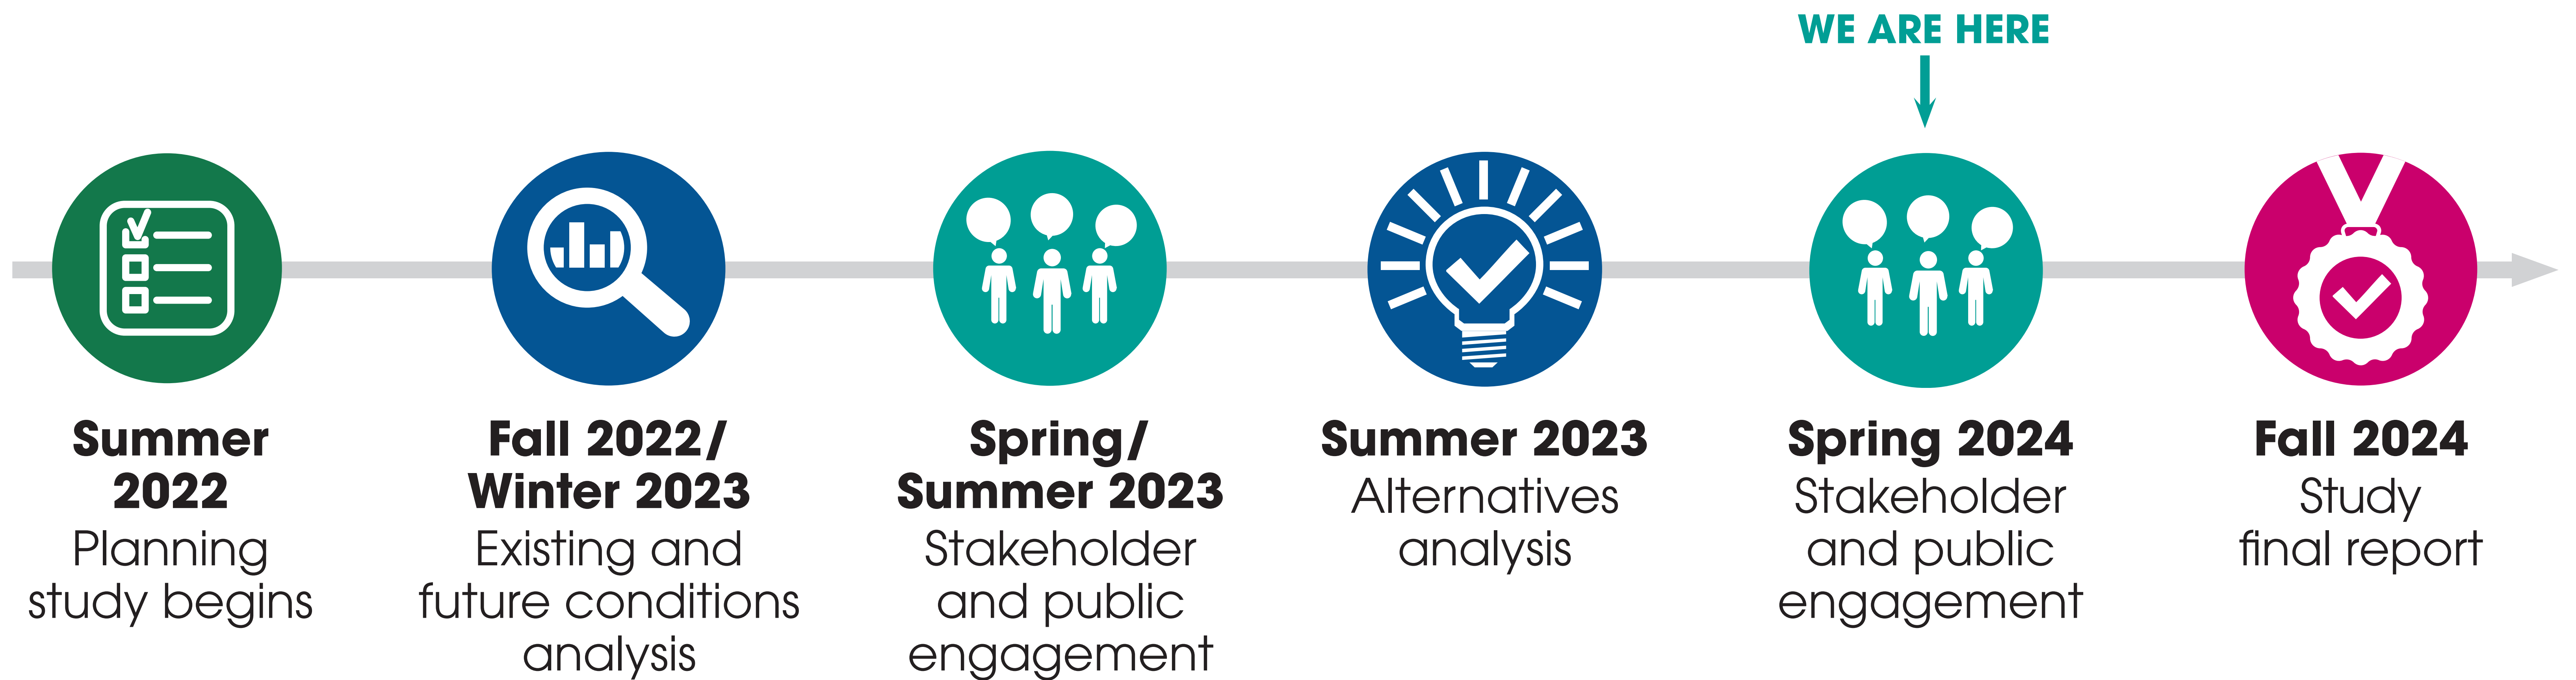 WE ARE HERE
Summer
2022
Planning
study begins
Fall 2022/
Winter 2023
Existing and
future conditions
analysis
Spring/
Summer 2023
Stakeholder
and public
engagement
Summer 2023
Alternatives
analysis
Spring 2024
Stakeholder
and public
engagement
Fall 2024
Study
final report